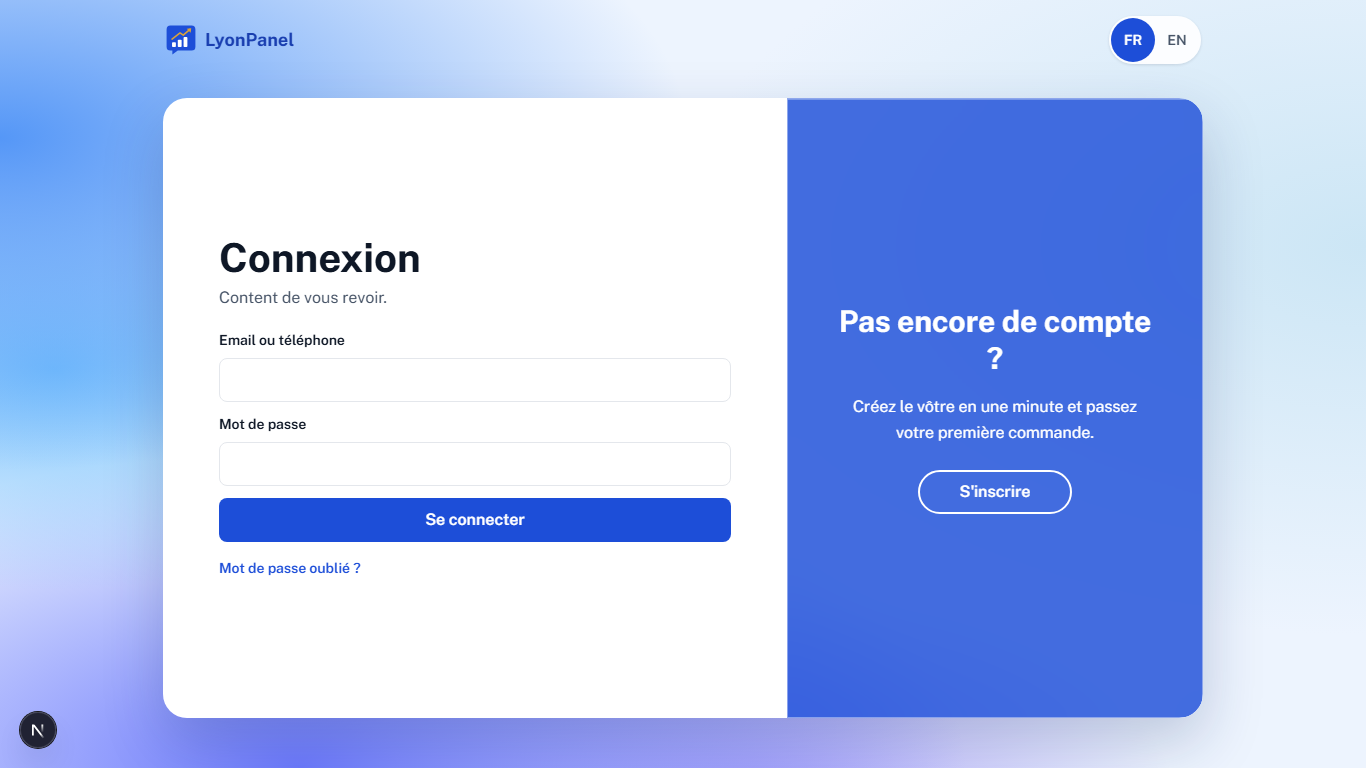 LyonPanel
FR
EN
Connexion
Content de vous revoir.
Email ou téléphone
Mot de passe
Se connecter
Mot de passe oublié ?
Pas encore de compte
?
Créez le vôtre en une minute et passez
votre première commande.
S'inscrire
N